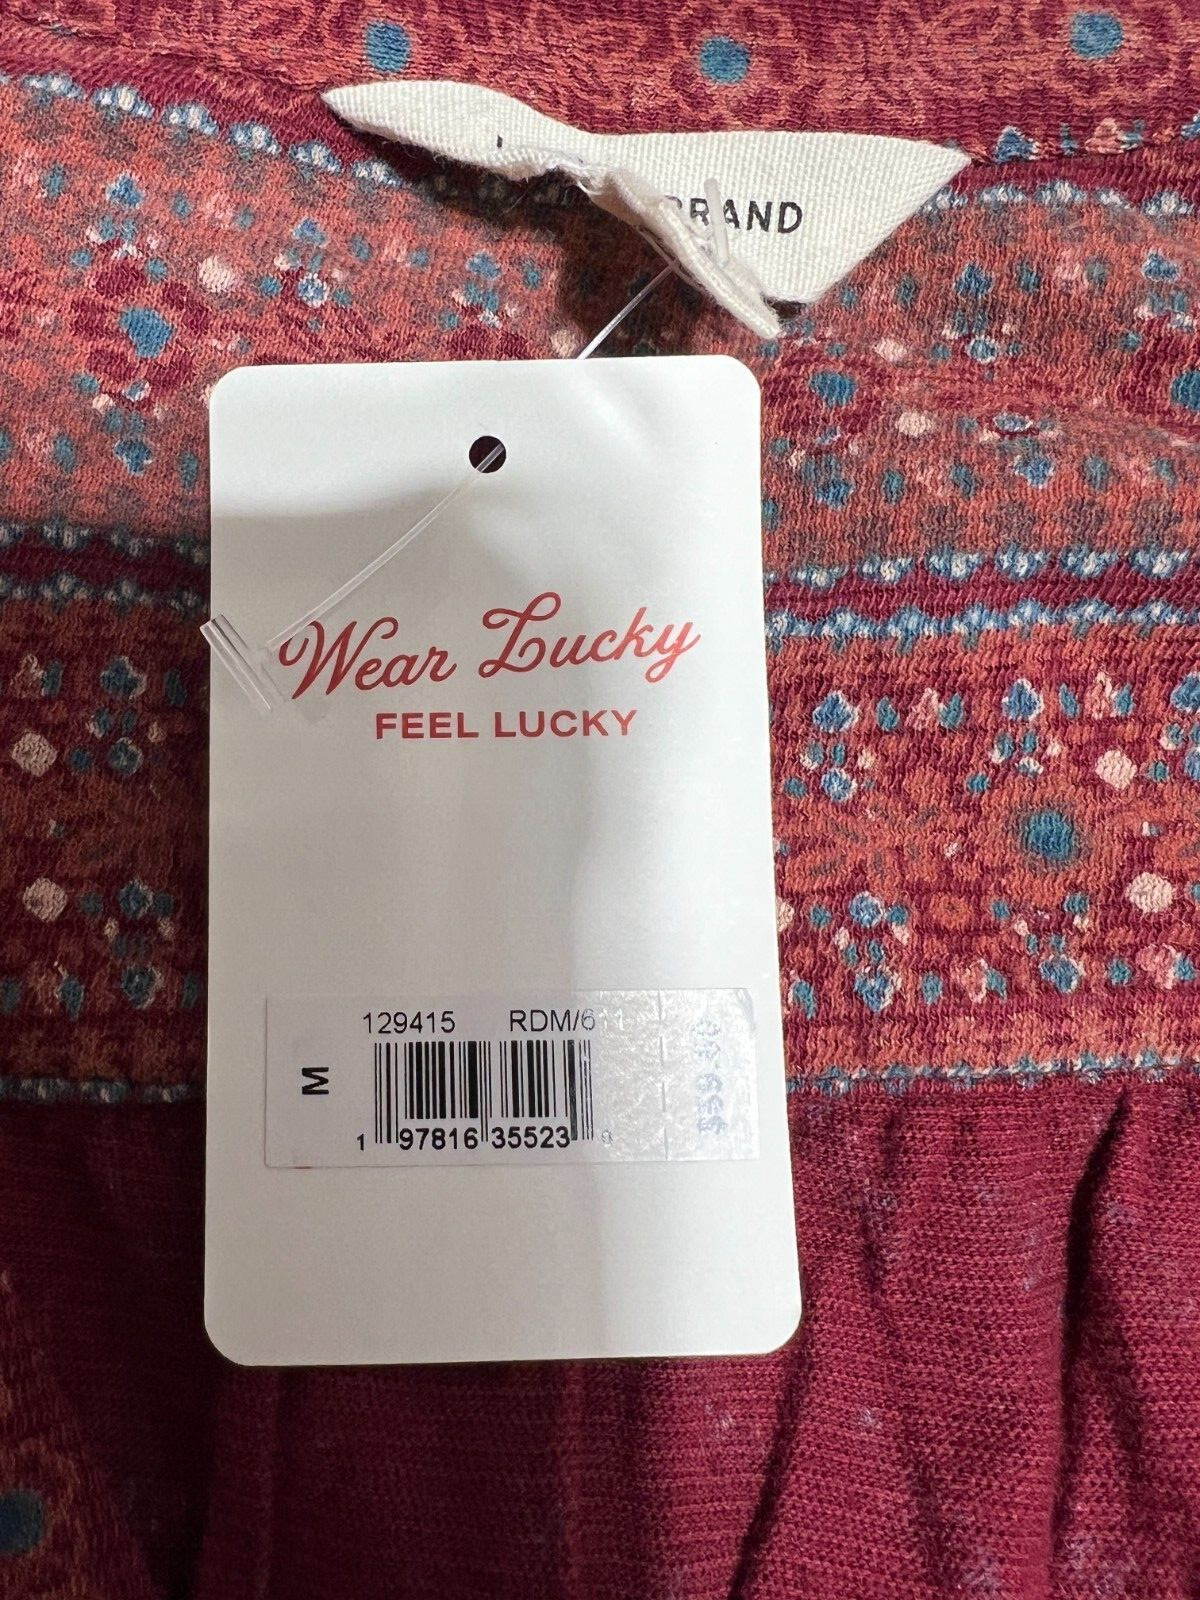 BRAND
Wear Lucky
FEEL LUCKY
129415 RDM/611
M
1 97816 35523 9